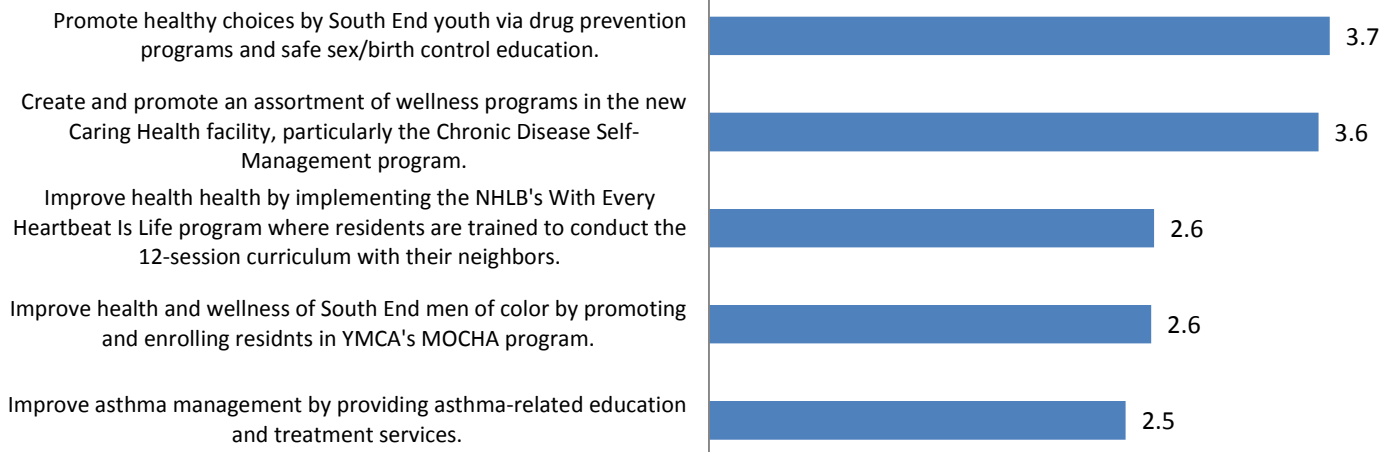 Promote healthy choices by South End youth via drug prevention
programs and safe sex/birth control education.
3.7
Create and promote an assortment of wellness programs in the new
Caring Health facility, particularly the Chronic Disease Self-
Management program.
3.6
Improve health health by implementing the NHLB's With Every
Heartbeat Is Life program where residents are trained to conduct the
12-session curriculum with their neighbors.
2.6
Improve health and wellness of South End men of color by promoting
and enrolling residnts in YMCA's MOCHA program.
2.6
Improve asthma management by providing asthma-related education
and treatment services.
2.5